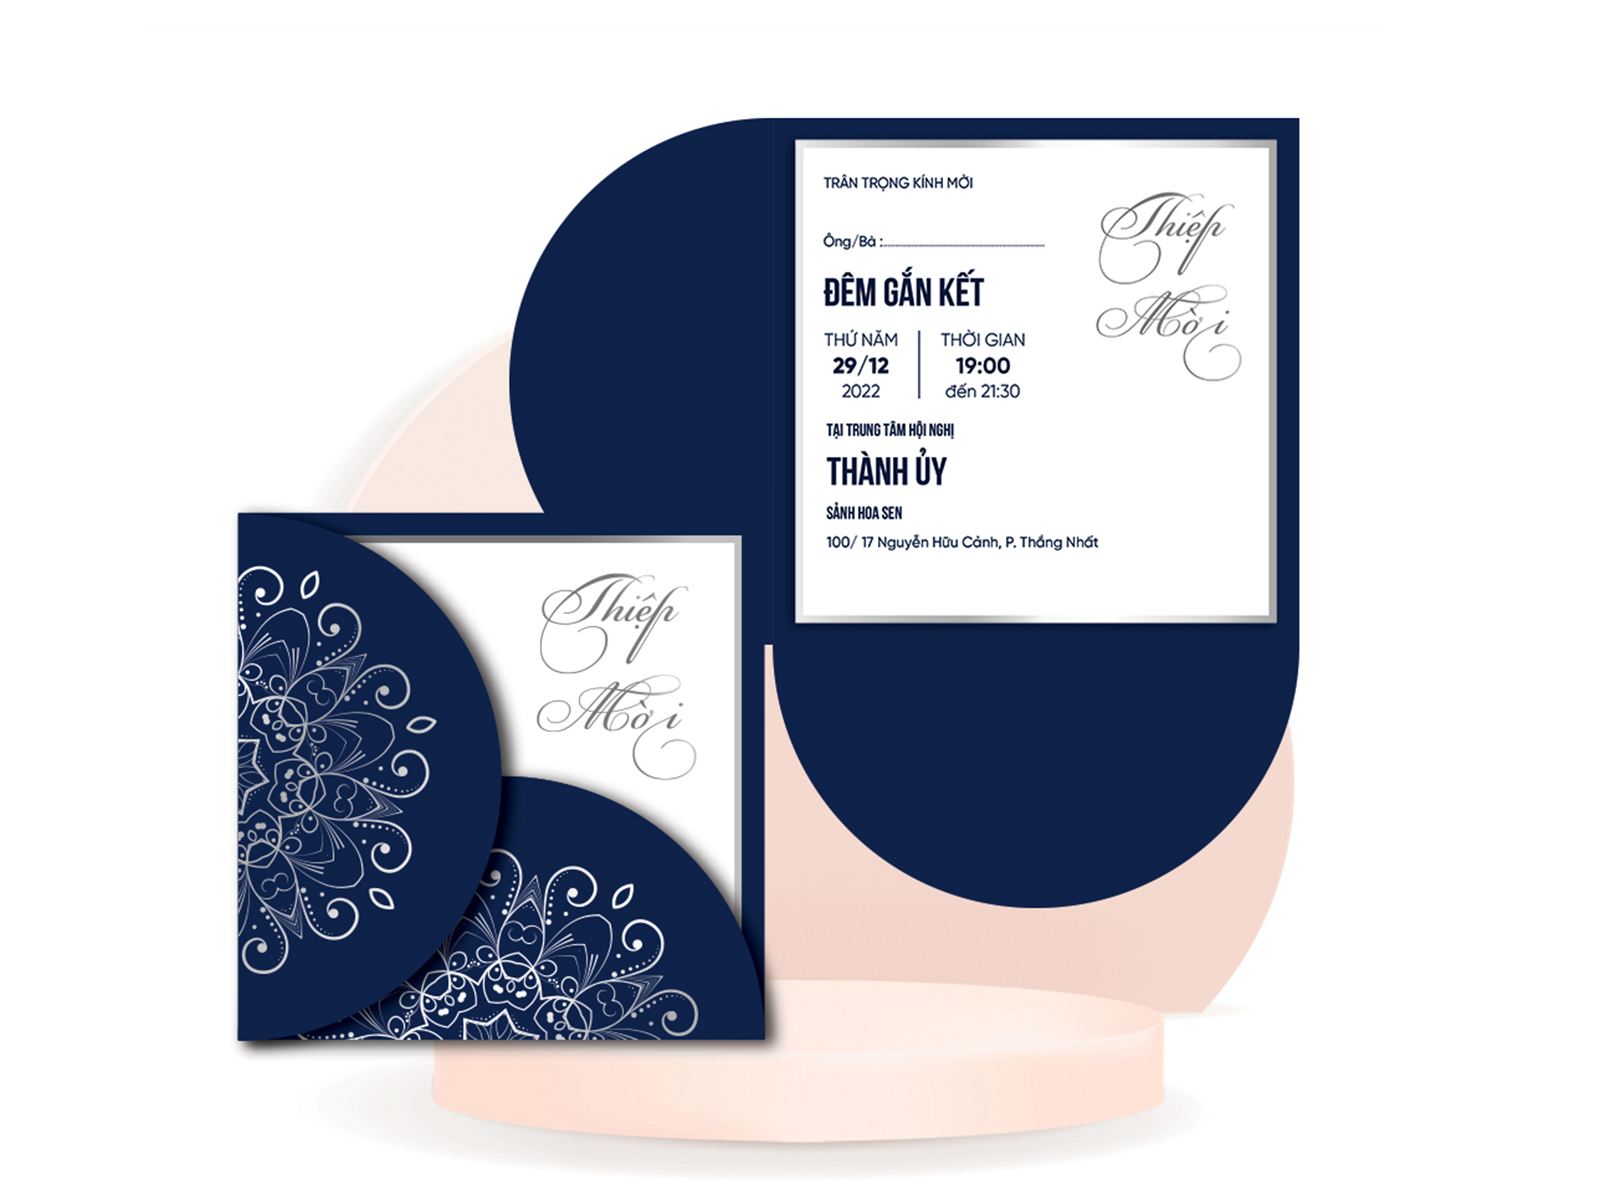 TRÂN TRỌNG KÍNH MỜI
Ông/Bà :
ĐÊM GẮN KẾT
THỨ NĂM
29/12
2022
THỜI GIAN
19:00
đến 21:30
TẠI TRUNG TÂM HỘI NGHỊ
THÀNH ỦY
SẢNH HOA SEN
100/ 17 Nguyễn Hữu Cảnh, P. Thắng Nhất
Thiệp
Mời
Thiệp
Mời